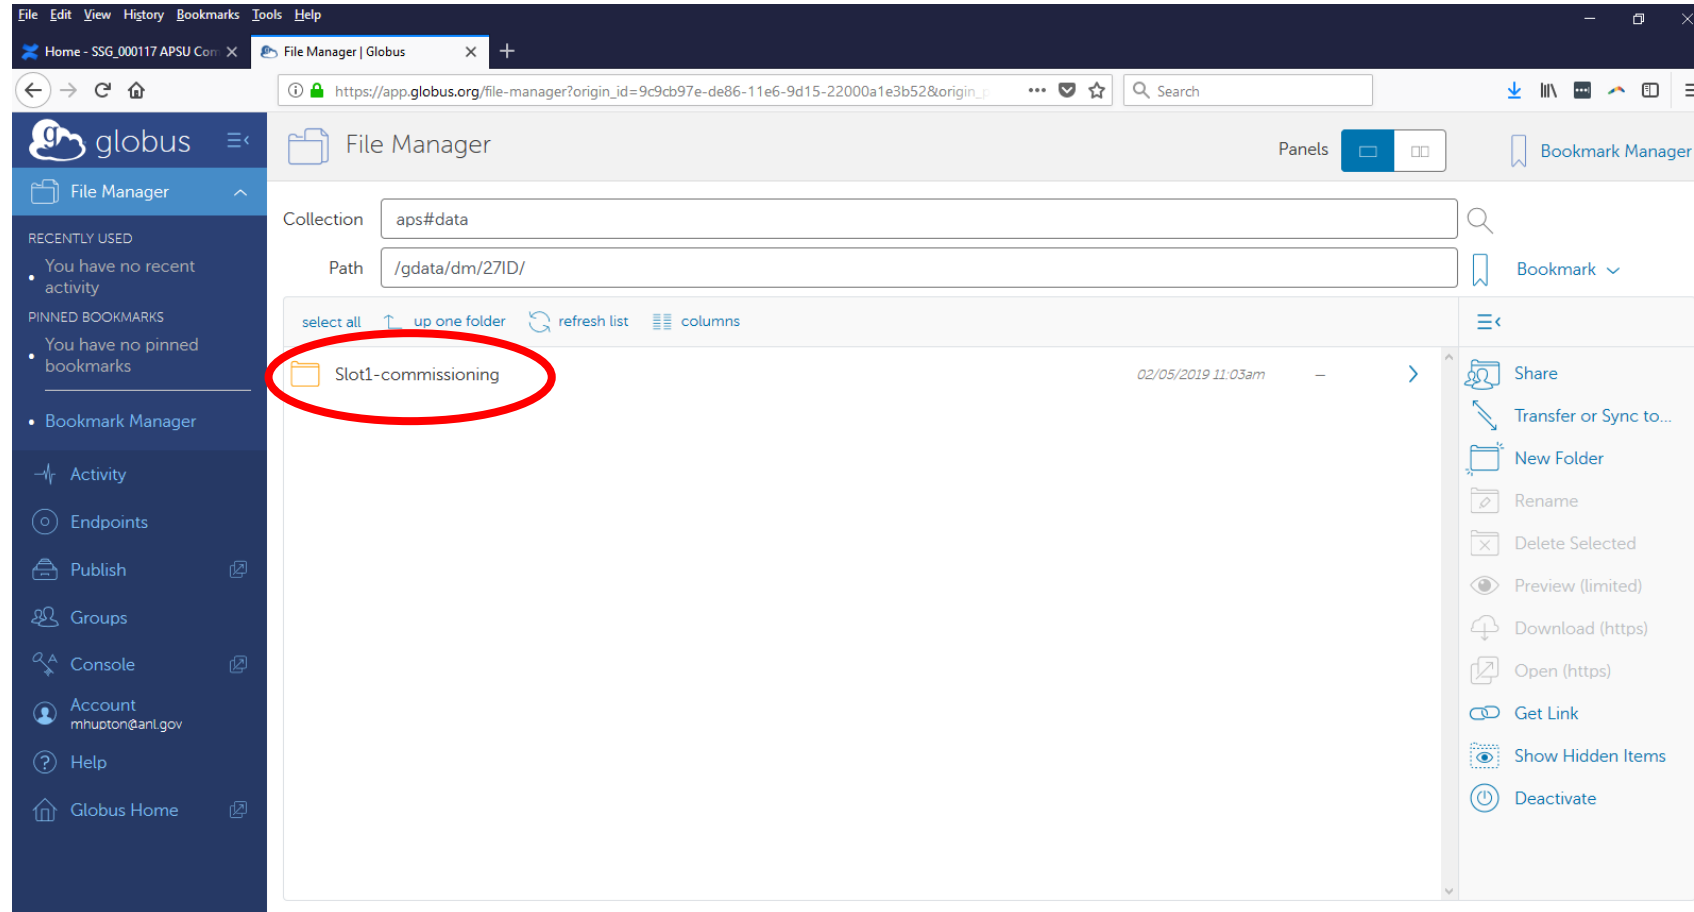 File Edit View History Bookmarks Tools Help
Home - SSG_000117 APSU Com
File Manager | Globus
https://app.globus.org/file-manager?origin_id=9c9cb97e-de86-11e6-9d15-22000a1e3b52&origin_p
Search
globus
File Manager
Panels
Bookmark Manager
File Manager
RECENTLY USED
You have no recent
activity
PINNED BOOKMARKS
You have no pinned
bookmarks
Bookmark Manager
Activity
Endpoints
Publish
Groups
Console
Account
mhupton@anl.gov
Help
Globus Home
Collection aps#data
Path /gdata/dm/27ID/
Bookmark
select all up one folder refresh list columns
Slot1-commissioning 02/05/2019 11:03am –
Share
Transfer or Sync to...
New Folder
Rename
Delete Selected
Preview (limited)
Download (https)
Open (https)
Get Link
Show Hidden Items
Deactivate